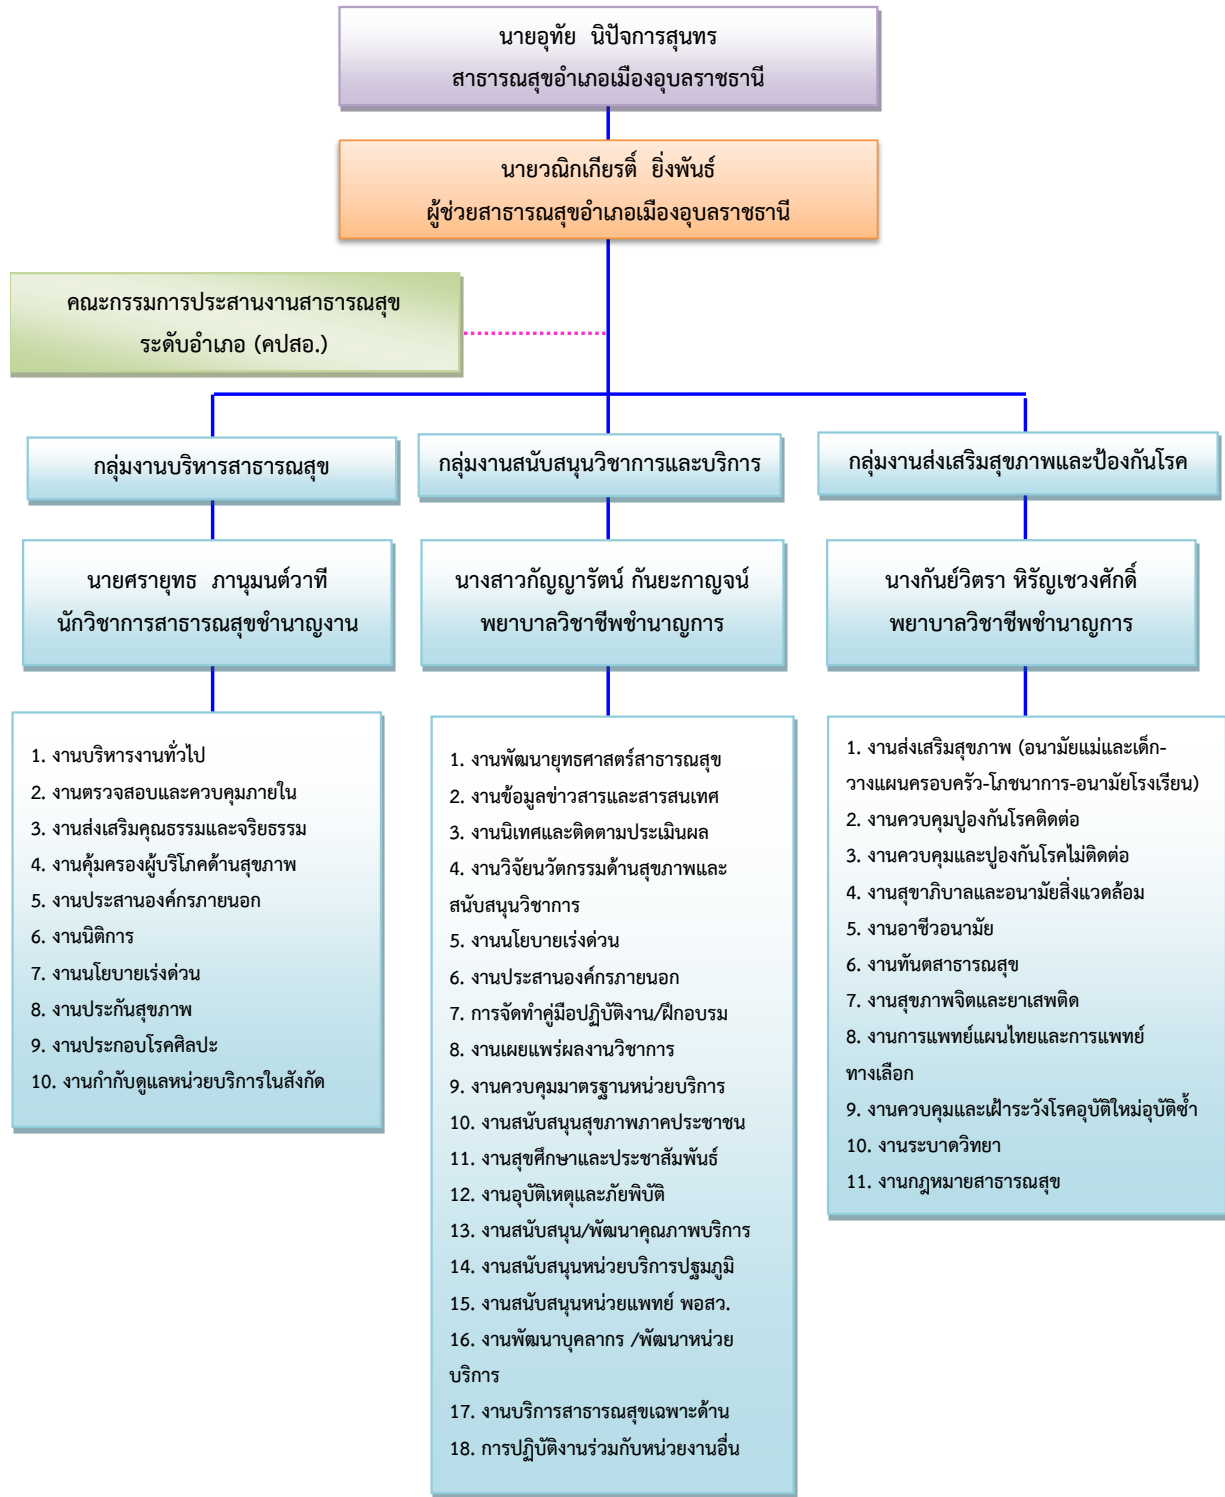 นายอุทัย  นิปัจการสุนทร
สาธารณสุขอำเภอเมืองอุบลราชธานี
นายวณิกเกียรติ์  ยิ่งพันธ์
ผู้ช่วยสาธารณสุขอำเภอเมืองอุบลราชธานี
คณะกรรมการประสานงานสาธารณสุข
ระดับอำเภอ (คปสอ.)
กลุ่มงานบริหารสาธารณสุข
นายศรายุทธ  ภานุมนต์วาที
นักวิชาการสาธารณสุขชำนาญงาน
1. งานบริหารงานทั่วไป
2. งานตรวจสอบและควบคุมภายใน
3. งานส่งเสริมคุณธรรมและจริยธรรม
4. งานคุ้มครองผู้บริโภคด้านสุขภาพ
5. งานประสานองค์กรภายนอก
6. งานนิติการ
7. งานนโยบายเร่งด่วน
8. งานประกันสุขภาพ
9. งานประกอบโรคศิลปะ
10. งานกำกับดูแลหน่วยบริการในสังกัด
กลุ่มงานสนับสนุนวิชาการและบริการ
นางสาวกัญญารัตน์ กันยะกาญจน์
พยาบาลวิชาชีพชำนาญการ
1. งานพัฒนายุทธศาสตร์สาธารณสุข
2. งานข้อมูลข่าวสารและสารสนเทศ
3. งานนิเทศและติดตามประเมินผล
4. งานวิจัยนวัตกรรมด้านสุขภาพและ
สนับสนุนวิชาการ
5. งานนโยบายเร่งด่วน
6. งานประสานองค์กรภายนอก
7. การจัดทำคู่มือปฏิบัติงาน/ฝึกอบรม
8. งานเผยแพร่ผลงานวิชาการ
9. งานควบคุมมาตรฐานหน่วยบริการ
10. งานสนับสนุนสุขภาพภาคประชาชน
11. งานสุขศึกษาและประชาสัมพันธ์
12. งานอุบัติเหตุและภัยพิบัติ
13. งานสนับสนุน/พัฒนาคุณภาพบริการ
14. งานสนับสนุนหน่วยบริการปฐมภูมิ
15. งานสนับสนุนหน่วยแพทย์ พอสว.
16. งานพัฒนาบุคลากร /พัฒนาหน่วย
บริการ
17. งานบริการสาธารณสุขเฉพาะด้าน
18. การปฏิบัติงานร่วมกับหน่วยงานอื่น
กลุ่มงานส่งเสริมสุขภาพและป้องกันโรค
นางกันย์วิตรา หิรัญเชวงศักดิ์
พยาบาลวิชาชีพชำนาญการ
1. งานส่งเสริมสุขภาพ (อนามัยแม่และเด็ก-
วางแผนครอบครัว-โภชนาการ-อนามัยโรงเรียน)
2. งานควบคุมปูองกันโรคติดต่อ
3. งานควบคุมและปูองกันโรคไม่ติดต่อ
4. งานสุขาภิบาลและอนามัยสิ่งแวดล้อม
5. งานอาชีวอนามัย
6. งานทันตสาธารณสุข
7. งานสุขภาพจิตและยาเสพติด
8. งานการแพทย์แผนไทยและการแพทย์
ทางเลือก
9. งานควบคุมและเฝ้าระวังโรคอุบัติใหม่อุบัติซ้ำ
10. งานระบาดวิทยา
11. งานกฎหมายสาธารณสุข